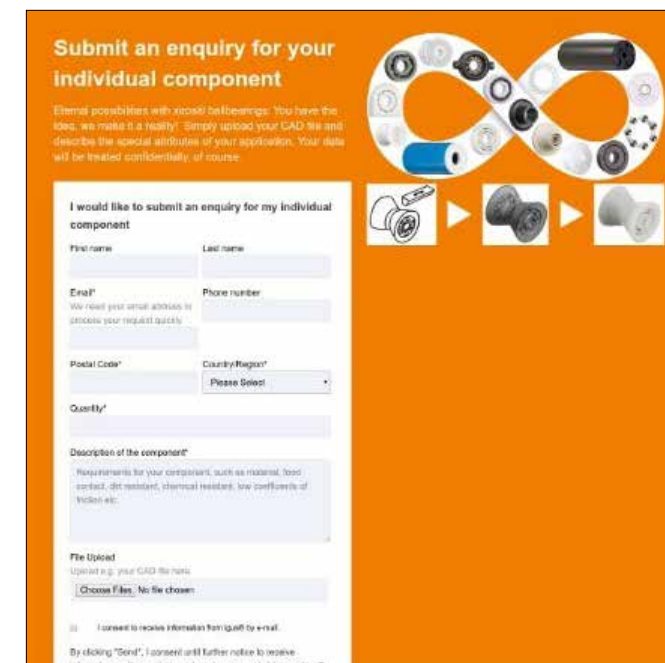 Submit an enquiry for your
individual component
Eternal possibilities with xiros® ballbearings: You have the
idea, we make it a reality! Simply upload your CAD file and
describe the special attributes of your application. Your data
will be treated confidentially, of course.
I would like to submit an enquiry for my individual
component
First name Last name
Email* Phone number
We need your email address to
process your request quickly
Postal Code* Country/Region*
Please Select
Quantity*
Description of the component*
Requirements for your component, such as material, food
contact, dirt resistant, chemical resistant, low coefficients of
friction etc.
File Upload
Upload e.g. your CAD file here
Choose Files No file chosen
I consent to receive information from igus® by e-mail.
By clicking "Send", I consent until further notice to receive